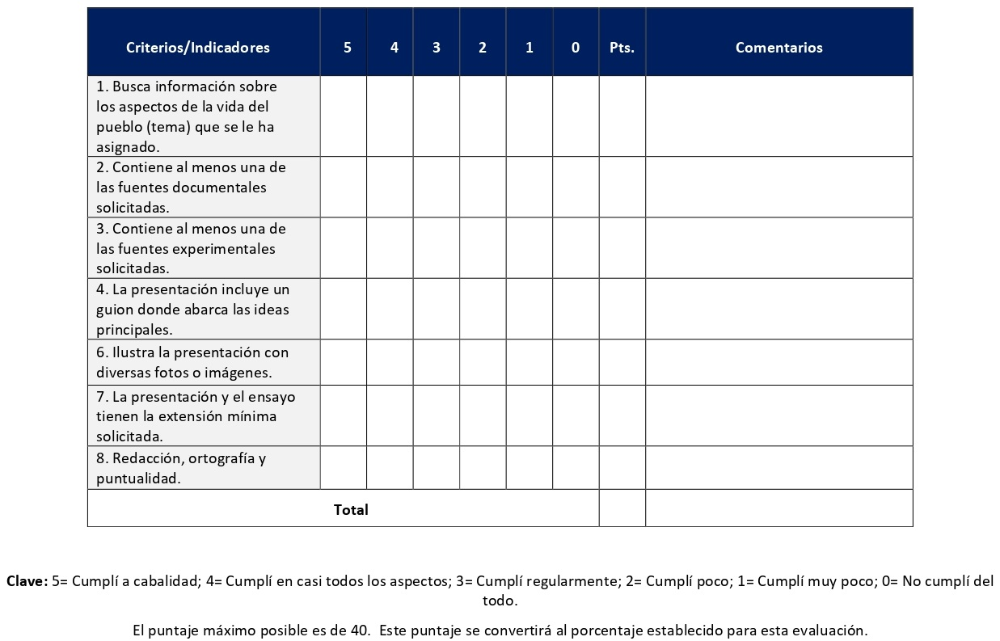 Criterios/Indicadores 5 4 3 2 1 0 Pts. Comentarios
1. Busca información sobre
los aspectos de la vida del
pueblo (tema) que se le ha
asignado.
2. Contiene al menos una de
las fuentes documentales
solicitadas.
3. Contiene al menos una de
las fuentes experimentales
solicitadas.
4. La presentación incluye un
guion donde abarca las ideas
principales.
6. Ilustra la presentación con
diversas fotos o imágenes.
7. La presentación y el ensayo
tienen la extensión mínima
solicitada.
8. Redacción, ortografía y
puntualidad.
Total
Clave: 5= Cumplí a cabalidad; 4= Cumplí en casi todos los aspectos; 3= Cumplí regularmente; 2= Cumplí poco; 1= Cumplí muy poco; 0= No cumplí del
todo.
El puntaje máximo posible es de 40. Este puntaje se convertirá al porcentaje establecido para esta evaluación.